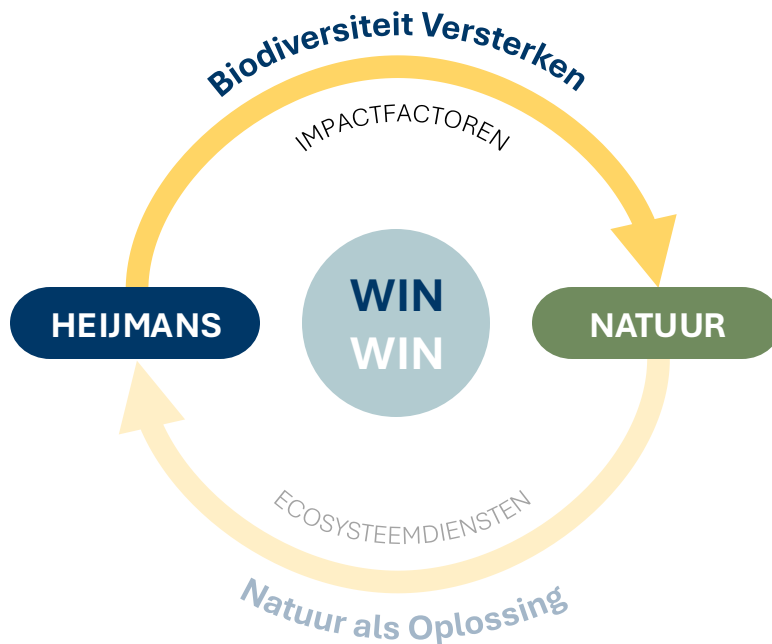 Biodiversiteit Versterken
IMPACTFACTOREN
WIN
WIN
HEIJMANS
NATUUR
ECOSYSTEEMDIENSTEN
Natuur als Oplossing